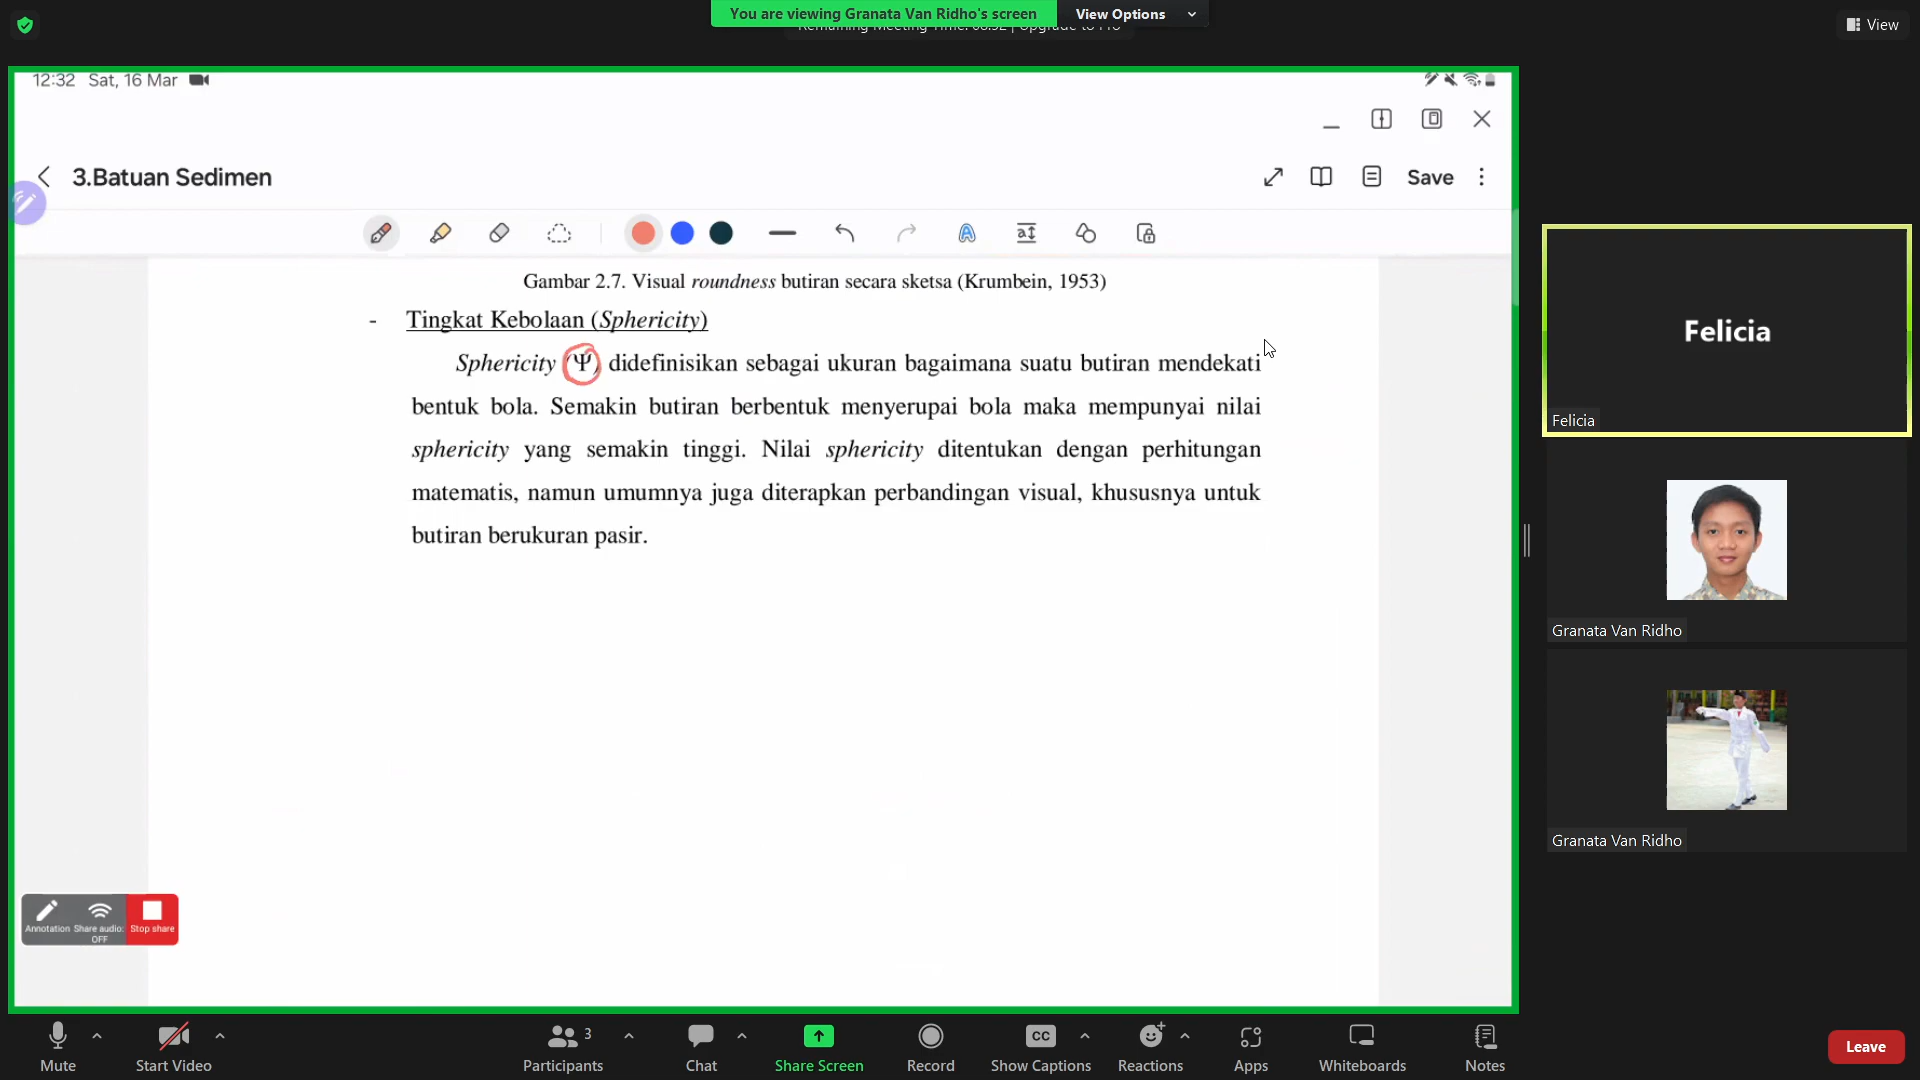 You are viewing Granata Van Ridho's screen
View Options
View
12:32 Sat, 16 Mar
3.Batuan Sedimen
Save
Gambar 2.7. Visual roundness butiran secara sketsa (Krumbein, 1953)
- Tingkat Kebolaan (Sphericity)
Sphericity (Ψ) didefinisikan sebagai ukuran bagaimana suatu butiran mendekati
bentuk bola. Semakin butiran berbentuk menyerupai bola maka mempunyai nilai
sphericity yang semakin tinggi. Nilai sphericity ditentukan dengan perhitungan
matematis, namun umumnya juga diterapkan perbandingan visual, khususnya untuk
butiran berukuran pasir.
Felicia
Felicia
Granata Van Ridho
Granata Van Ridho
Annotation
Share audio: OFF
Stop share
Mute
Start Video
Participants
3
Chat
Share Screen
Record
CC
Show Captions
Reactions
Apps
Whiteboards
Notes
Leave